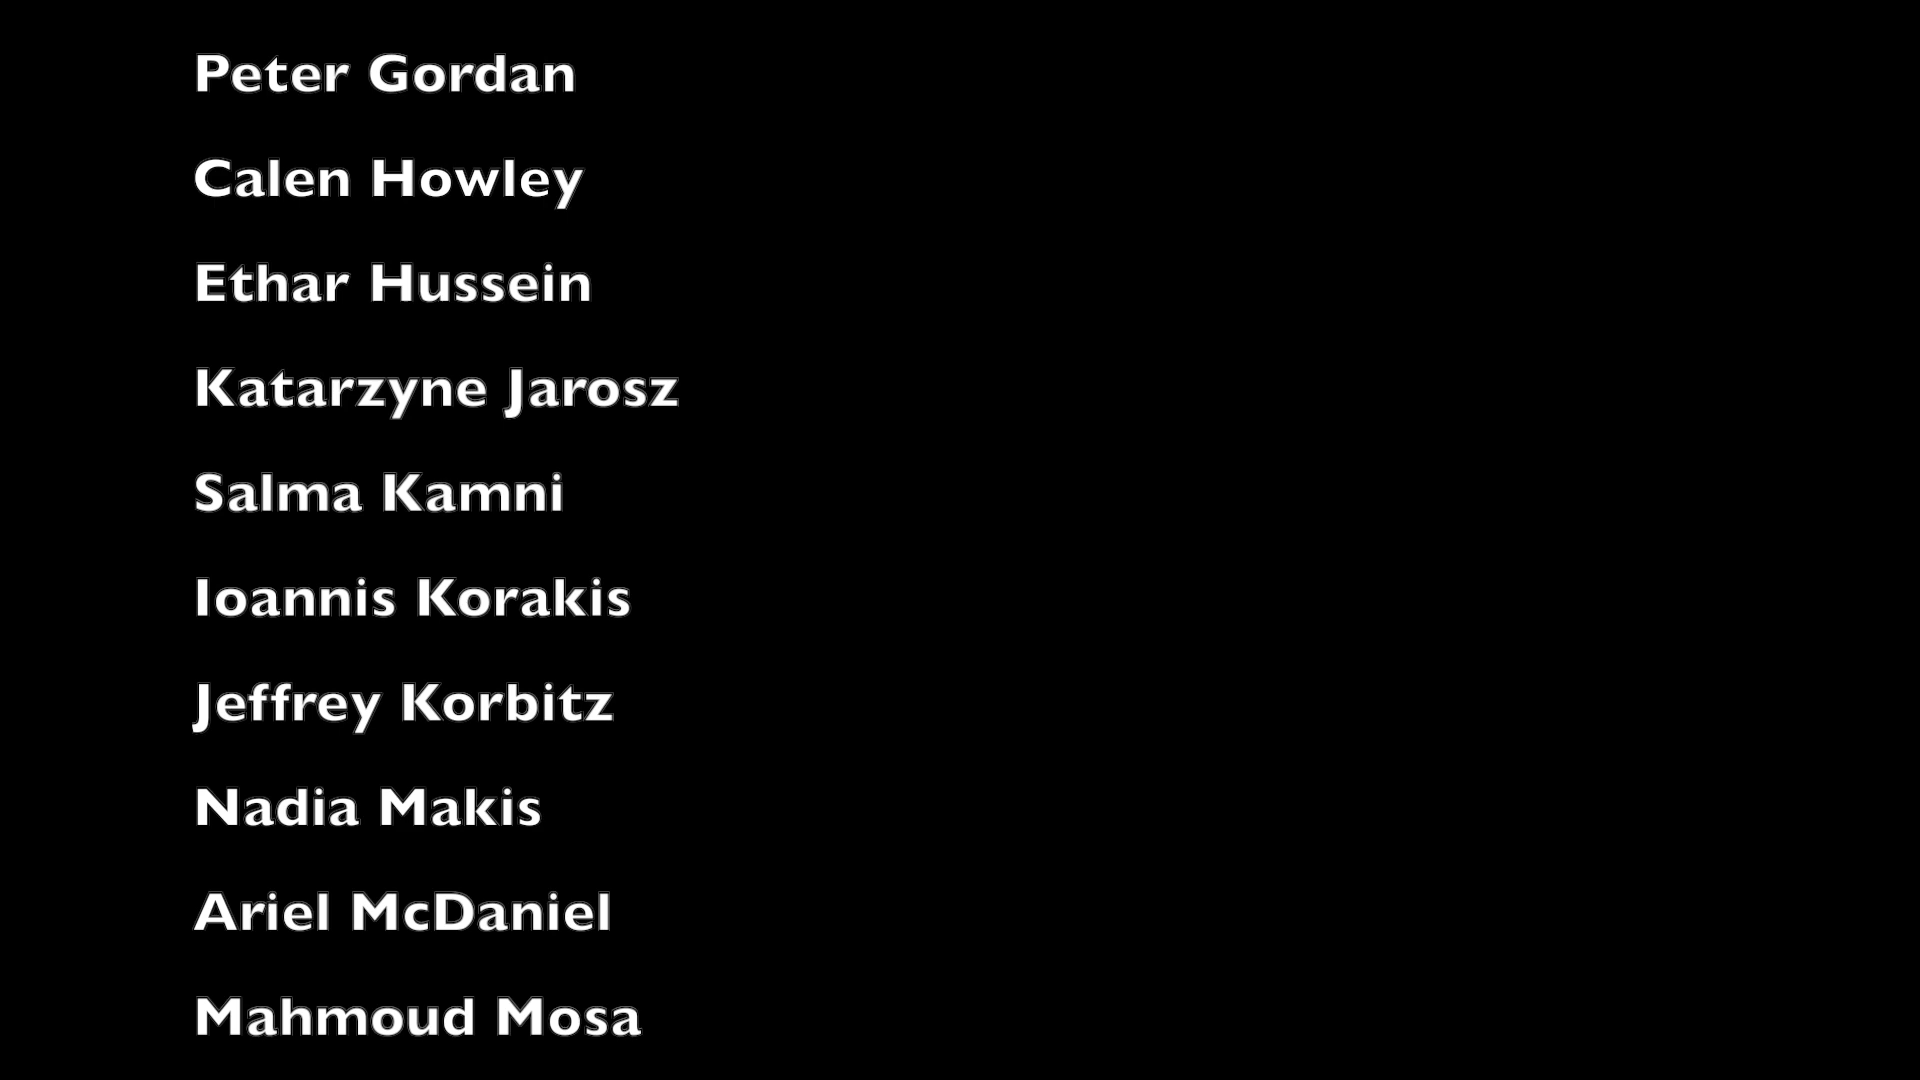 Peter Gordan
Calen Howley
Ethar Hussein
Katarzyne Jarosz
Salma Kamni
Ioannis Korakis
Jeffrey Korbitz
Nadia Makis
Ariel McDaniel
Mahmoud Mosa